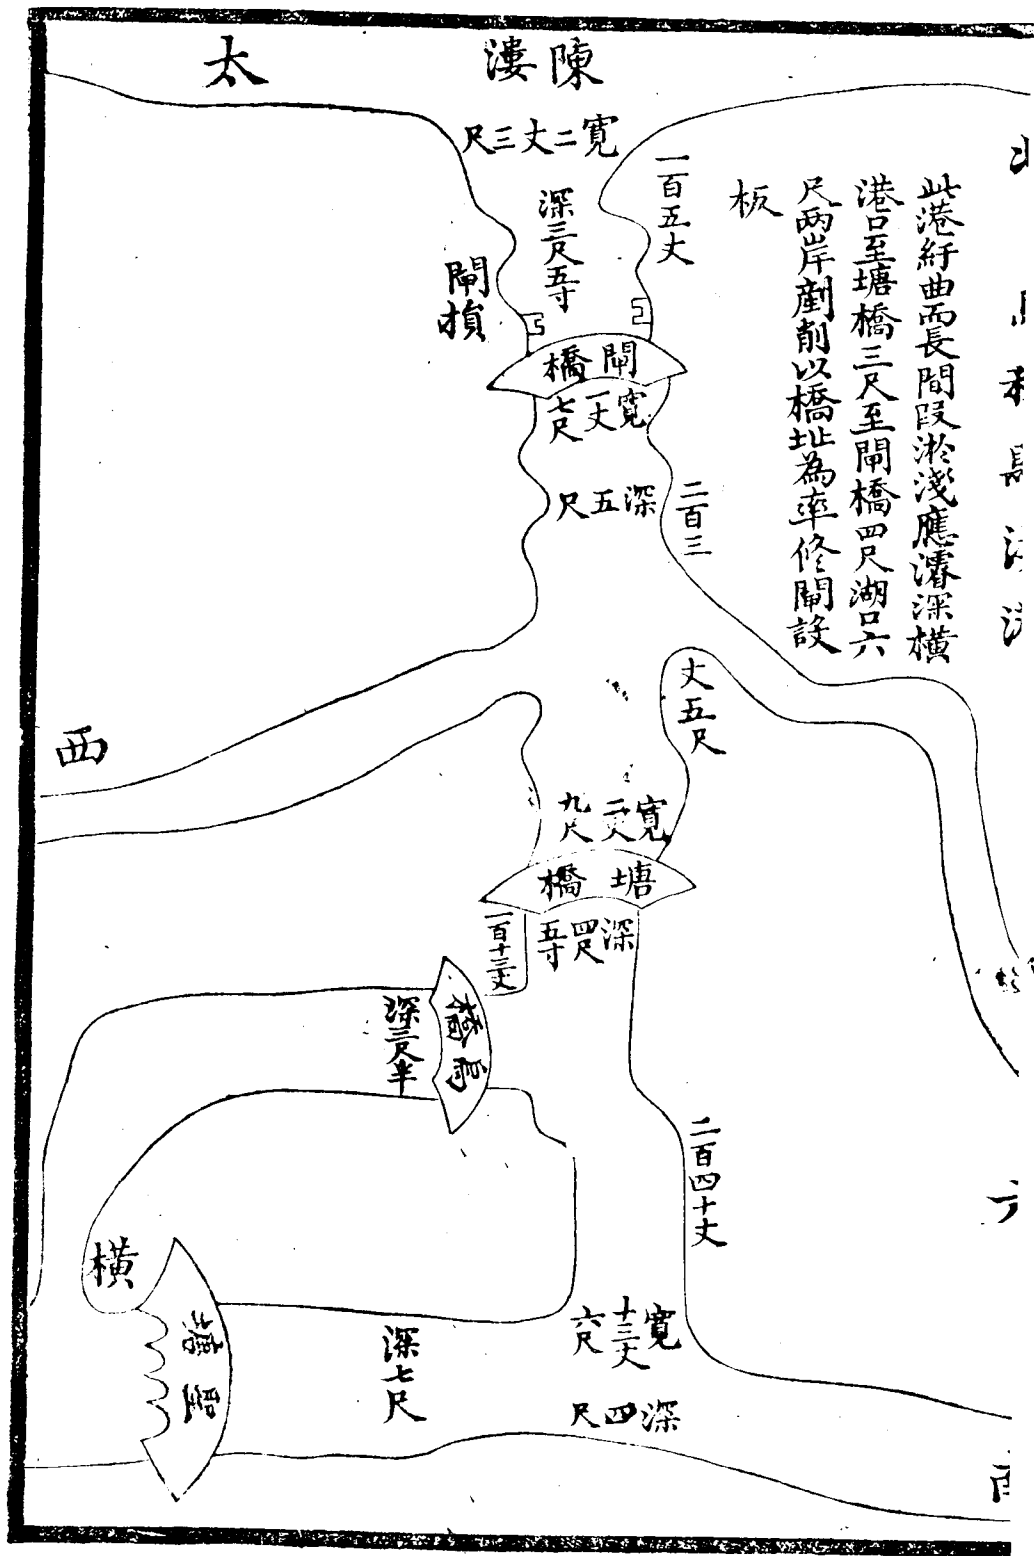 陳溇
太
此港紆曲而長間段淤淺應濬深橫
港口至塘橋三尺至閘橋四尺湖口六
尺兩岸剷削以橋址為率修閘設
板
寬二丈三尺
一百五丈
深三尺五寸
閘損
閘橋
寬一丈七尺
深五尺
二百三
丈五尺
西
寬二丈九尺
塘橋
深四尺五寸
一百十三丈
深三尺半
二百四十丈
橫
深七尺
寬十三丈六尺
深四尺